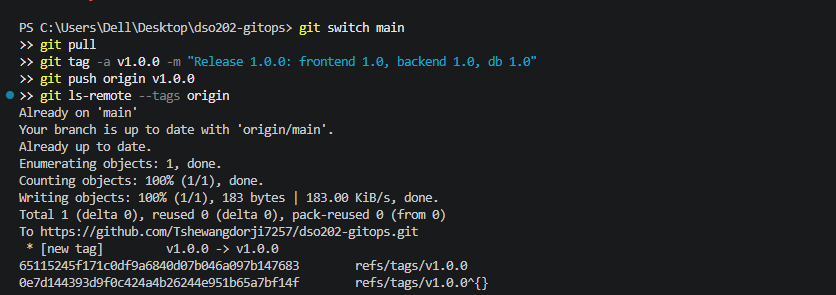 PS C:\Users\Dell\Desktop\dso202-gitops> git switch main
>> git pull
>> git tag -a v1.0.0 -m "Release 1.0.0: frontend 1.0, backend 1.0, db 1.0"
>> git push origin v1.0.0
>> git ls-remote --tags origin
Already on 'main'
Your branch is up to date with 'origin/main'.
Already up to date.
Enumerating objects: 1, done.
Counting objects: 100% (1/1), done.
Writing objects: 100% (1/1), 183 bytes | 183.00 KiB/s, done.
Total 1 (delta 0), reused 0 (delta 0), pack-reused 0 (from 0)
To https://github.com/Tshewangdorji7257/dso202-gitops.git
 * [new tag]         v1.0.0 -> v1.0.0
65115245f171c0df9a6840d07b046a097b147683        refs/tags/v1.0.0
0e7d144393d9f0c424a4b26244e951b65a7bf14f        refs/tags/v1.0.0^{}